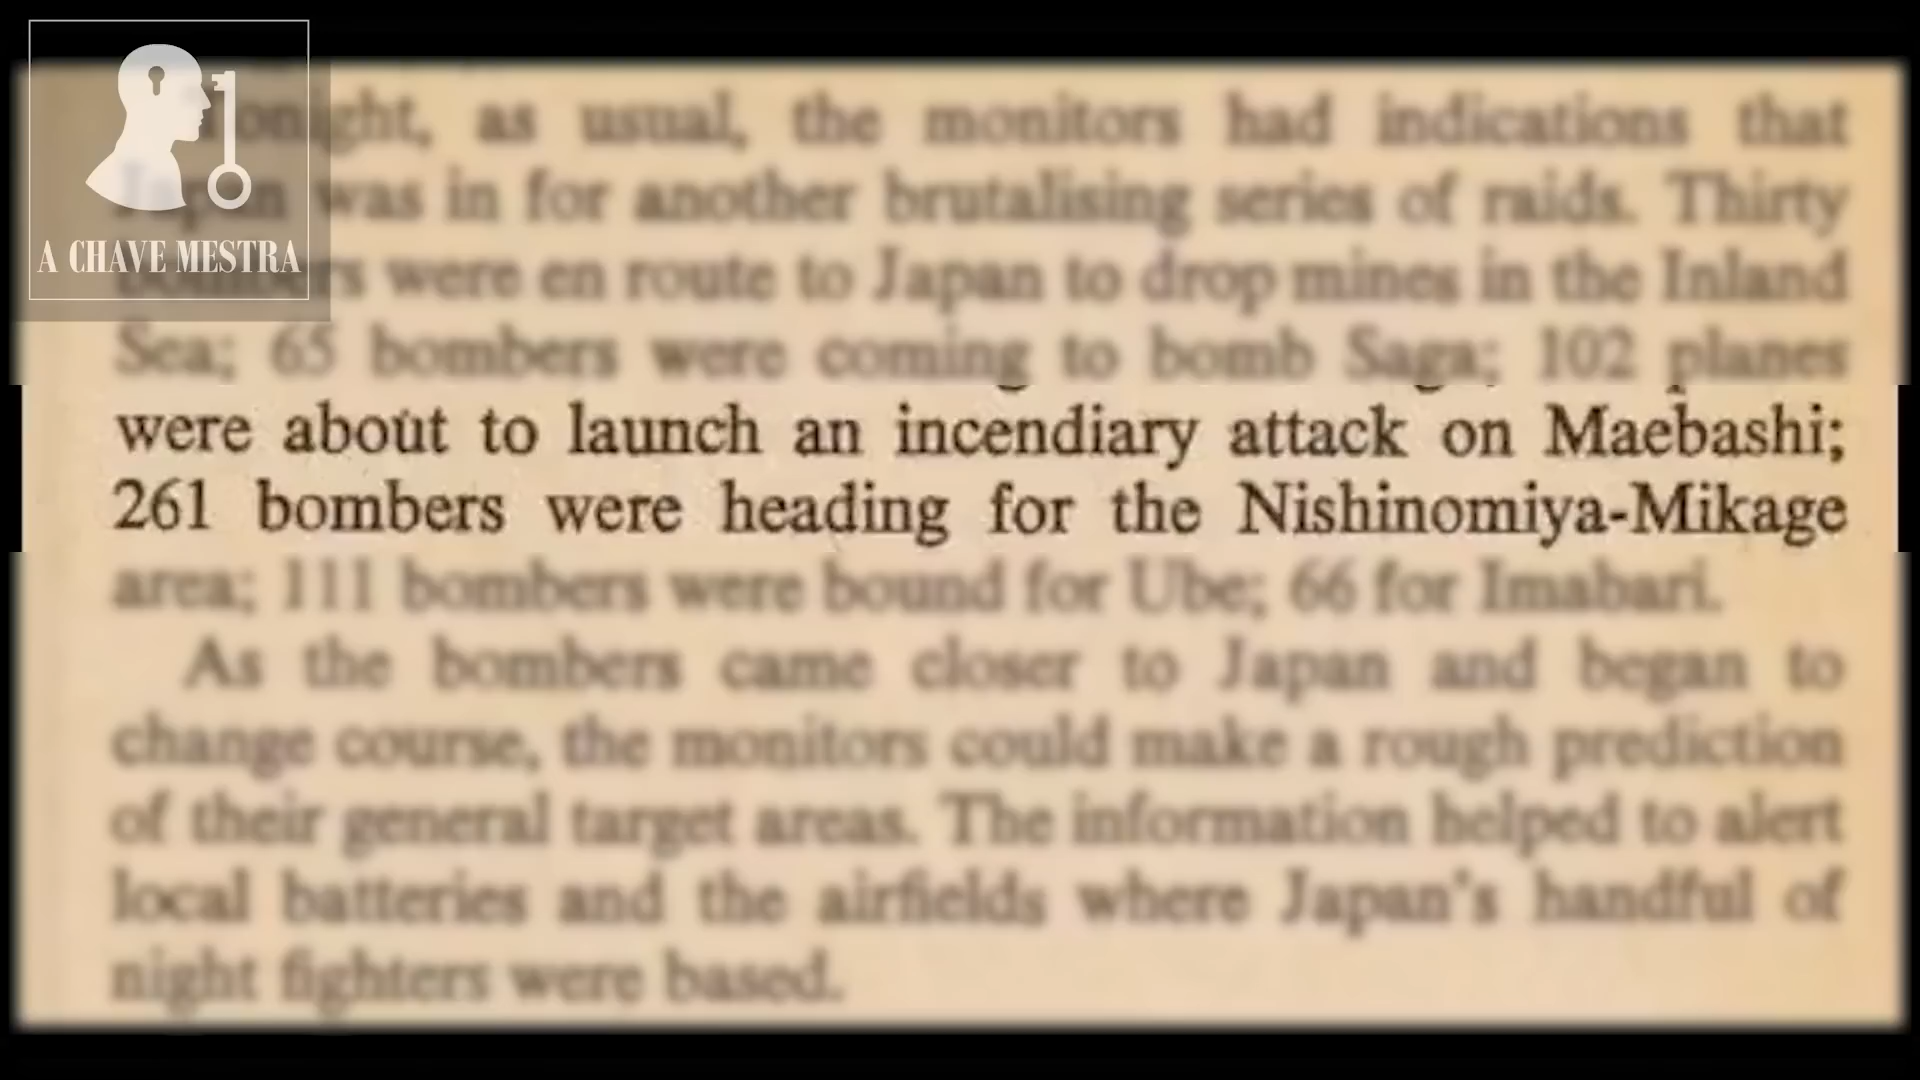 A CHAVE MESTRA
Tonight, as usual, the monitors had indications that
Japan was in for another brutalising series of raids. Thirty
bombers were en route to Japan to drop mines in the Inland
Sea; 65 bombers were coming to bomb Saga; 102 planes
were about to launch an incendiary attack on Maebashi;
261 bombers were heading for the Nishinomiya-Mikage
area; 111 bombers were bound for Ube; 66 for Imabari.
As the bombers came closer to Japan and began to
change course, the monitors could make a rough prediction
of their general target areas. The information helped to alert
local batteries and the airfields where Japan's handful of
night fighters were based.